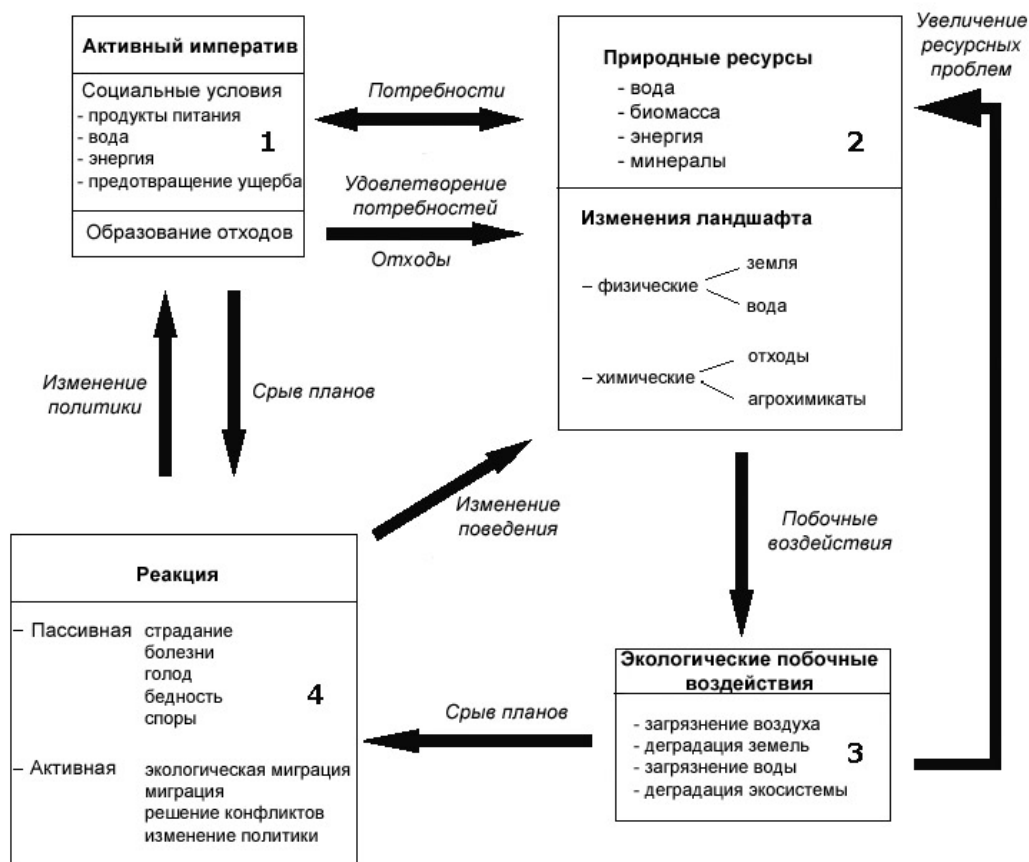 Активный императив
Социальные условия
- продукты питания
- вода
- энергия
- предотвращение ущерба
1
Образование отходов
Потребности
Удовлетворение
потребностей
Отходы
Природные ресурсы
- вода
- биомасса
- энергия
- минералы
2
Изменения ландшафта
– физические
земля
вода
– химические
отходы
агрохимикаты
Увеличение
ресурсных
проблем
Изменение
политики
Срыв планов
Изменение
поведения
Побочные
воздействия
Реакция
– Пассивная страдание
болезни
голод
бедность
споры
4
– Активная экологическая миграция
миграция
решение конфликтов
изменение политики
Срыв планов
Экологические побочные
воздействия
- загрязнение воздуха
- деградация земель
- загрязнение воды
- деградация экосистемы
3